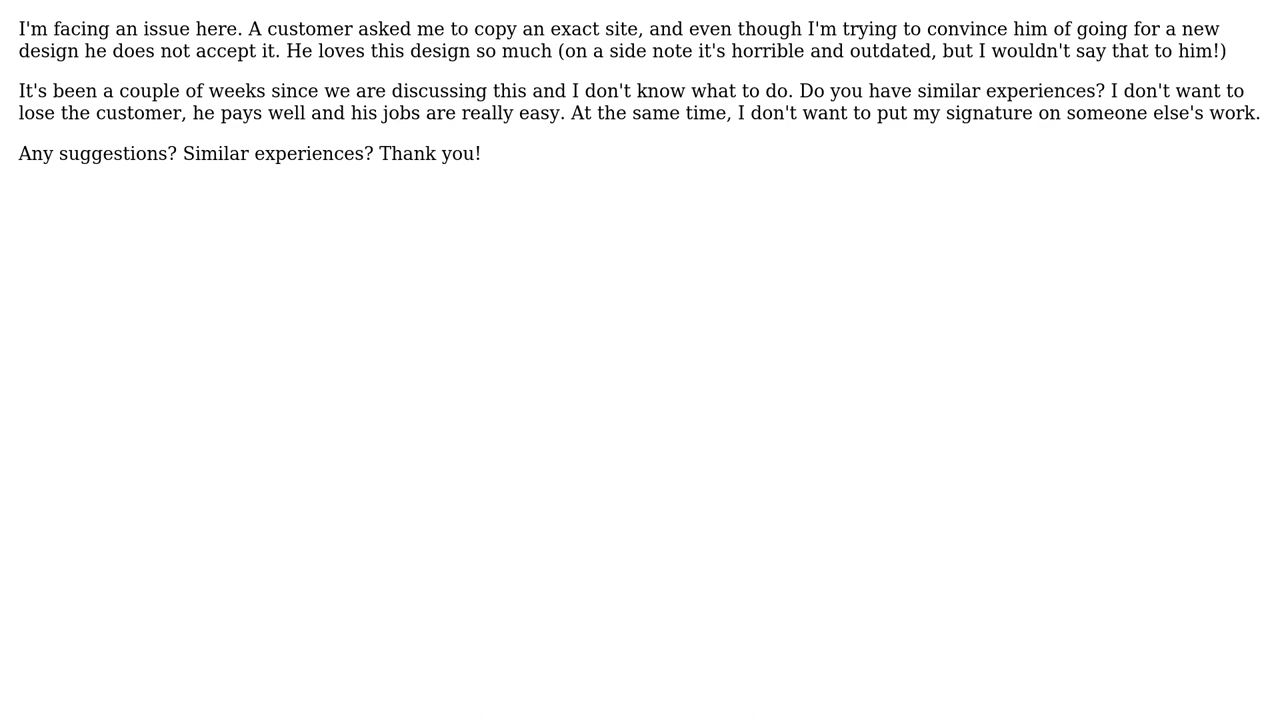 I'm facing an issue here. A customer asked me to copy an exact site, and even though I'm trying to convince him of going for a new
design he does not accept it. He loves this design so much (on a side note it's horrible and outdated, but I wouldn't say that to him!)
It's been a couple of weeks since we are discussing this and I don't know what to do. Do you have similar experiences? I don't want to
lose the customer, he pays well and his jobs are really easy. At the same time, I don't want to put my signature on someone else's work.
Any suggestions? Similar experiences? Thank you!